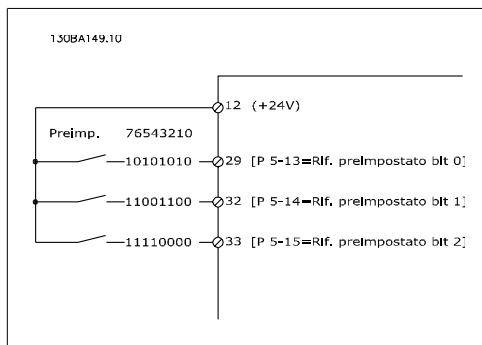 130BA149.10
12 (+24V)
Preimp. 76543210
10101010 29 [P 5-13=Rif. preimpostato bit 0]
11001100 32 [P 5-14=Rif. preimpostato bit 1]
11110000 33 [P 5-15=Rif. preimpostato bit 2]